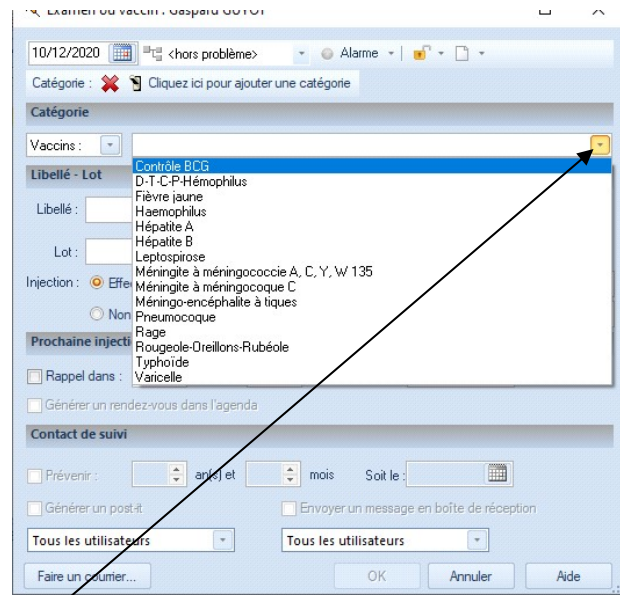 Examen ou vaccin : Gaspard GUYOT
10/12/2020 <hors problème> Alarme
Catégorie : Cliquez ici pour ajouter une catégorie
Catégorie
Vaccins :
Contrôle BCG
D-T-C-P-Hémophilus
Fièvre jaune
Haemophilus
Hépatite A
Hépatite B
Leptospirose
Méningite à méningococcie A, C, Y, W 135
Méningite à méningocoque C
Méningo-encéphalite à tiques
Pneumocoque
Rage
Rougeole-Oreillons-Rubéole
Typhoïde
Varicelle
Libellé - Lot
Libellé :
Lot :
Injection : Effe
Non
Prochaine injecti
Rappel dans :
Générer un rendez-vous dans l'agenda
Contact de suivi
Prévenir : an(s) et mois Soit le :
Générer un post-it Envoyer un message en boîte de réception
Tous les utilisateurs Tous les utilisateurs
Faire un courrier... OK Annuler Aide